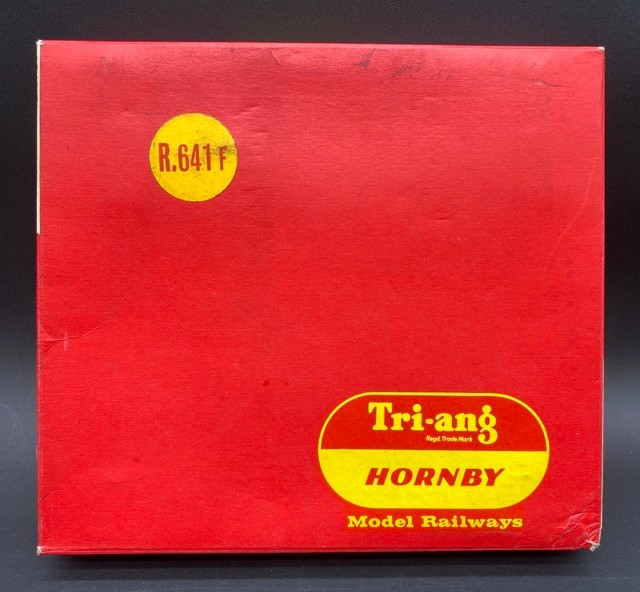 R.641 F
Tri-ang
Regd. Trade Mark
HORNBY
Model Railways